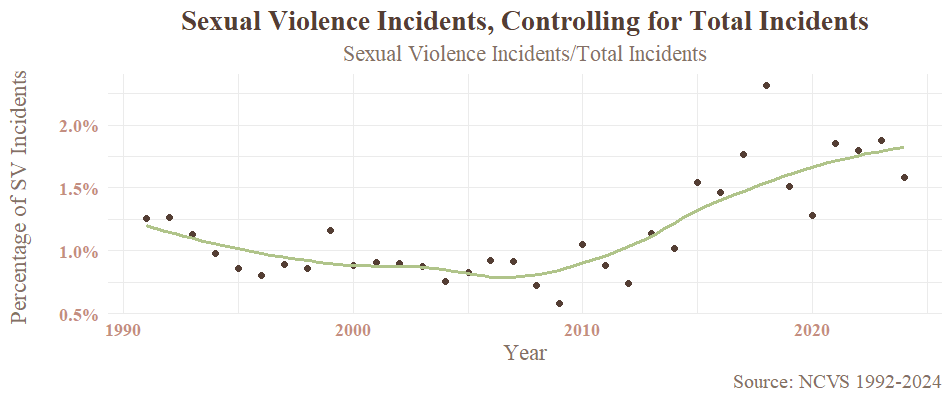 Sexual Violence Incidents, Controlling for Total Incidents
Sexual Violence Incidents/Total Incidents
Percentage of SV Incidents
2.0%
1.5%
1.0%
0.5%
1990 2000 2010 2020
Year
Source: NCVS 1992-2024